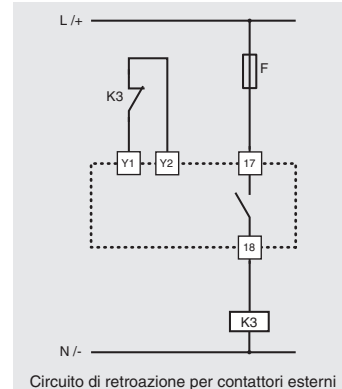 L /+
F
K3
Y1 Y2 17
18
K3
N /-
Circuito di retroazione per contattori esterni